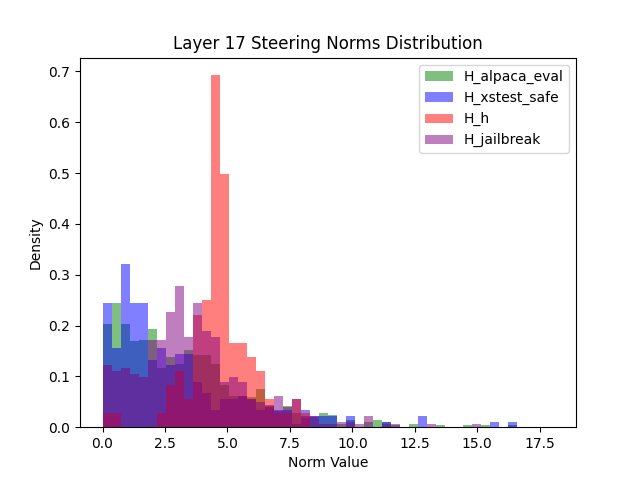 Layer 17 Steering Norms Distribution
H_alpaca_eval
H_xstest_safe
H_h
H_jailbreak
Density
0.7
0.6
0.5
0.4
0.3
0.2
0.1
0.0
0.0 2.5 5.0 7.5 10.0 12.5 15.0 17.5
Norm Value